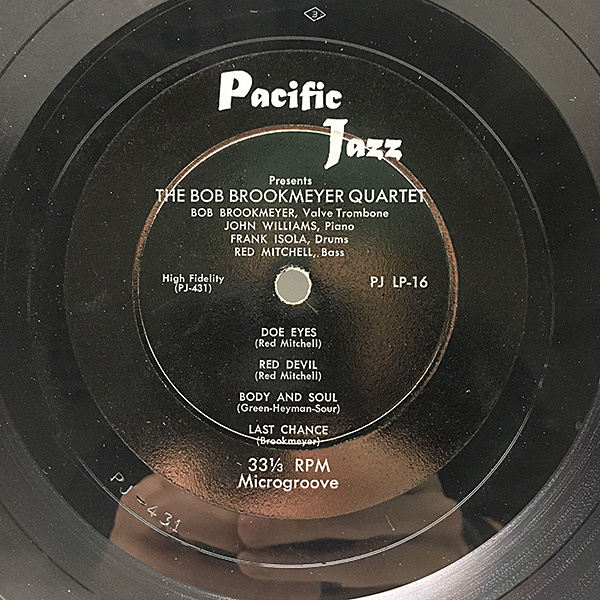 3
Pacific
Jazz
Presents
THE BOB BROOKMEYER QUARTET
BOB BROOKMEYER, Valve Trombone
JOHN WILLIAMS, Piano
FRANK ISOLA, Drums
RED MITCHELL, Bass
High Fidelity
(PJ-431)
PJ LP-16
DOE EYES
(Red Mitchell)
RED DEVIL
(Red Mitchell)
BODY AND SOUL
(Green-Heyman-Sour)
LAST CHANCE
(Brookmeyer)
33⅓ RPM
Microgroove
PJ-431